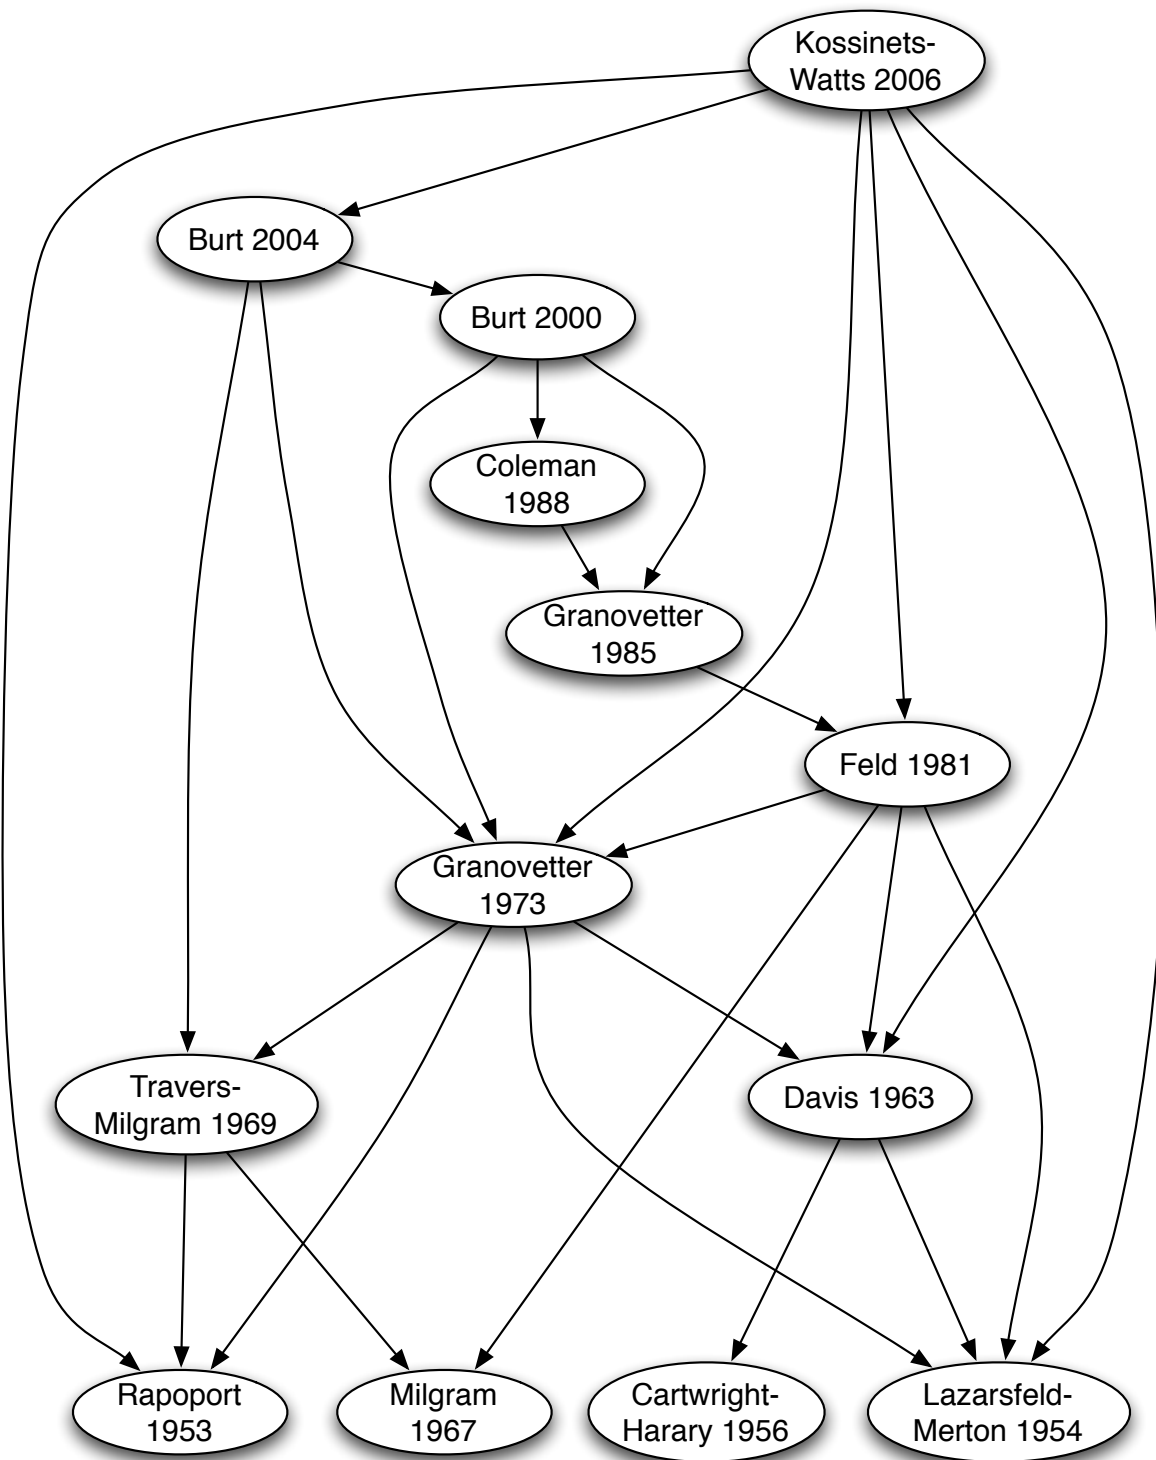 Kossinets-
Watts 2006
Burt 2004
Burt 2000
Coleman
1988
Granovetter
1985
Feld 1981
Granovetter
1973
Travers-
Milgram 1969
Davis 1963
Rapoport
1953
Milgram
1967
Cartwright-
Harary 1956
Lazarsfeld-
Merton 1954